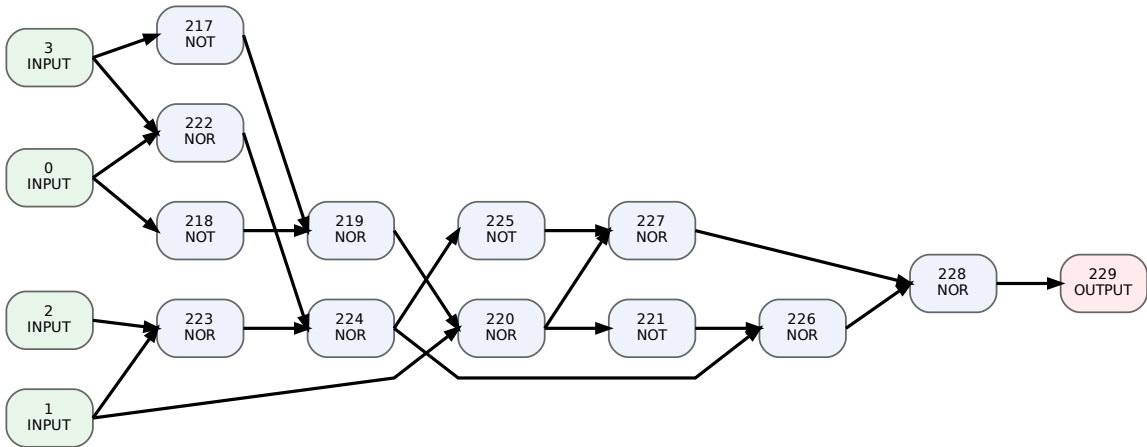 3
INPUT
0
INPUT
2
INPUT
1
INPUT
217
NOT
222
NOR
218
NOT
223
NOR
219
NOR
224
NOR
225
NOT
220
NOR
227
NOR
221
NOT
226
NOR
228
NOR
229
OUTPUT